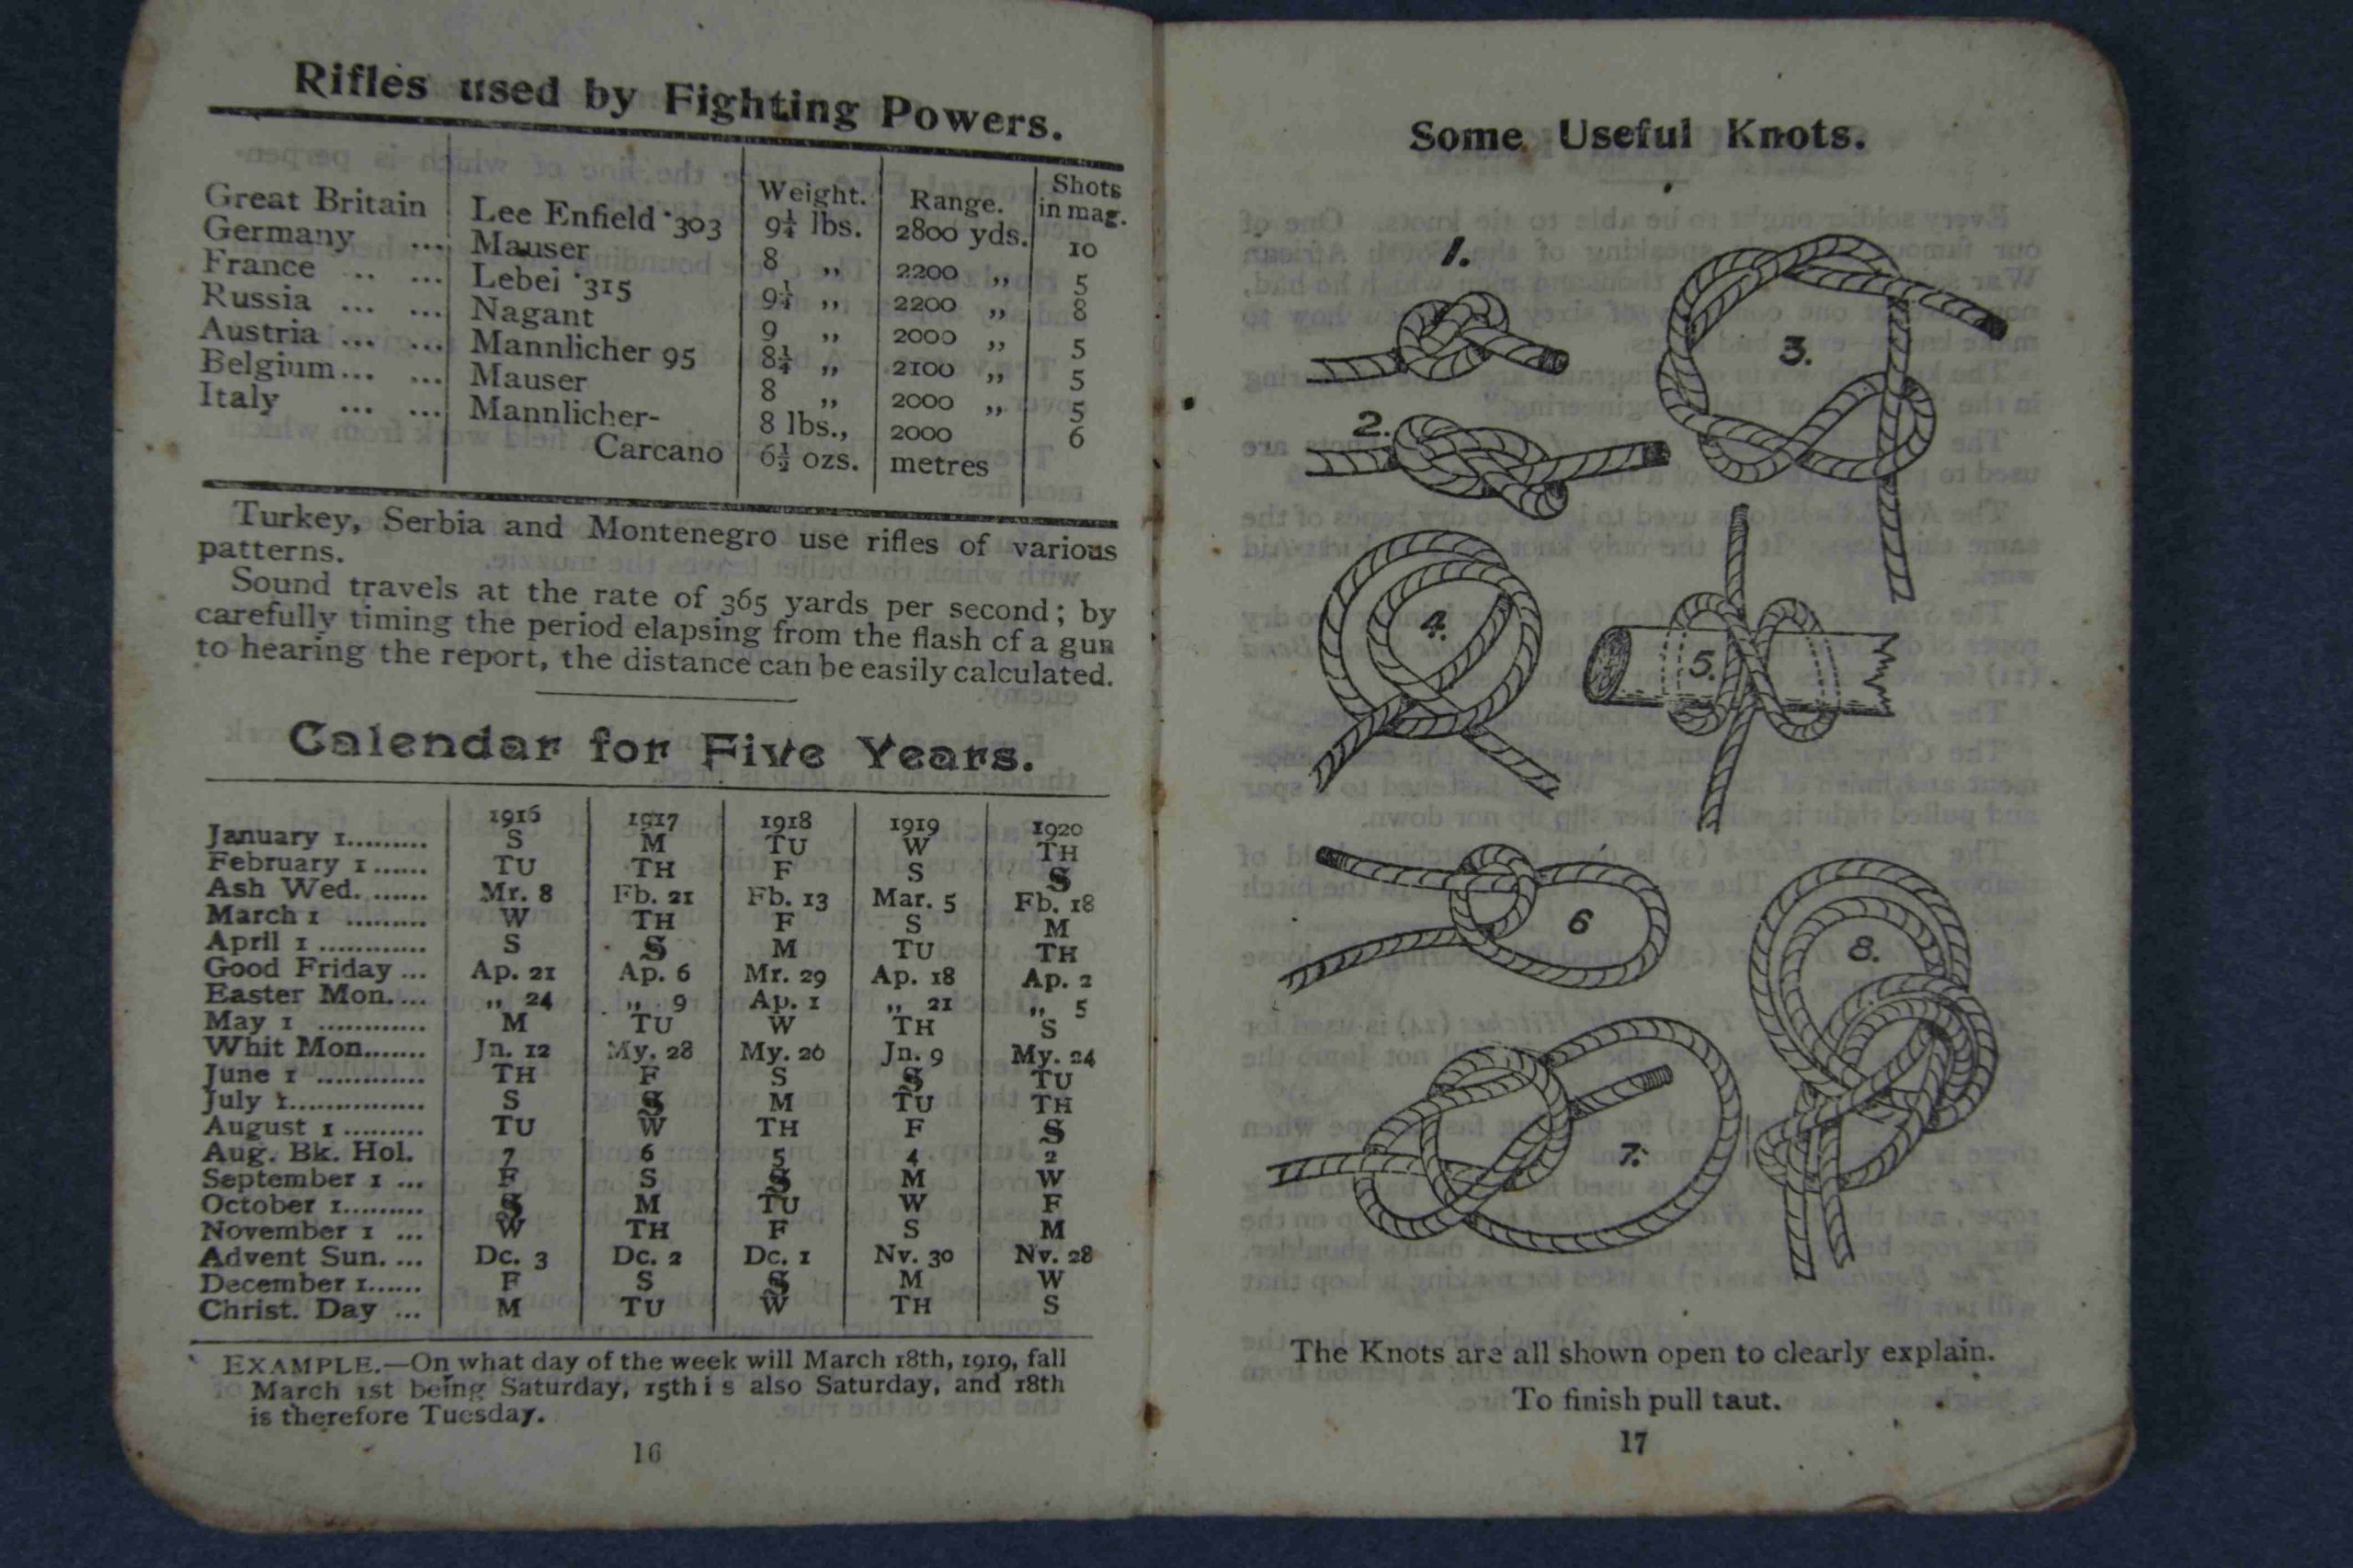 Rifles used by Fighting Powers.
Weight. Range. Shots in mag.
Great Britain Lee Enfield ·303 9¼ lbs. 2800 yds. 10
Germany ... Mauser 8 ,, 2200 ,, 5
France .. ... Lebei ·315 9¼ ,, 2200 ,, 8
Russia ... ... Nagant 9 ,, 2000 ,, 5
Austria ... ... Mannlicher 95 8¼ ,, 2100 ,, 5
Belgium... ... Mauser 8 ,, 2000 ,, 5
Italy ... ... Mannlicher- 8 lbs., 2000 6
Carcano 6½ ozs. metres
Turkey, Serbia and Montenegro use rifles of various
patterns.
Sound travels at the rate of 365 yards per second; by
carefully timing the period elapsing from the flash of a gun
to hearing the report, the distance can be easily calculated.
Calendar for Five Years.
1916 1917 1918 1919 1920
January 1......... S M TU W TH
February 1 ...... TU TH F S S
Ash Wed. ...... Mr. 8 Fb. 21 Fb. 13 Mar. 5 Fb. 18
March 1 ......... W TH F S M
April 1 ............ S S M TU TH
Good Friday ... Ap. 21 Ap. 6 Mr. 29 Ap. 18 Ap. 2
Easter Mon.... ,, 24 ,, 9 Ap. 1 ,, 21 ,, 5
May 1 ............ M TU W TH S
Whit Mon....... Jn. 12 My. 28 My. 20 Jn. 9 My. 24
June 1 ............ TH F S S TU
July 1............... S S M TU TH
August 1 ......... TU W TH F S
Aug. Bk. Hol. 7 6 5 4 2
September 1 ... F S S M W
October 1......... S M TU W F
November 1 ... W TH F S M
Advent Sun. ... Dc. 3 Dc. 2 Dc. 1 Nv. 30 Nv. 28
December 1...... F S S M W
Christ. Day ... M TU W TH S
EXAMPLE.—On what day of the week will March 18th, 1919, fall
March 1st being Saturday, 15th i s also Saturday, and 18th
is therefore Tuesday.
16
Some Useful Knots.
1.
2.
3.
4.
5.
6
7.
8.
The Knots are all shown open to clearly explain.
To finish pull taut.
17